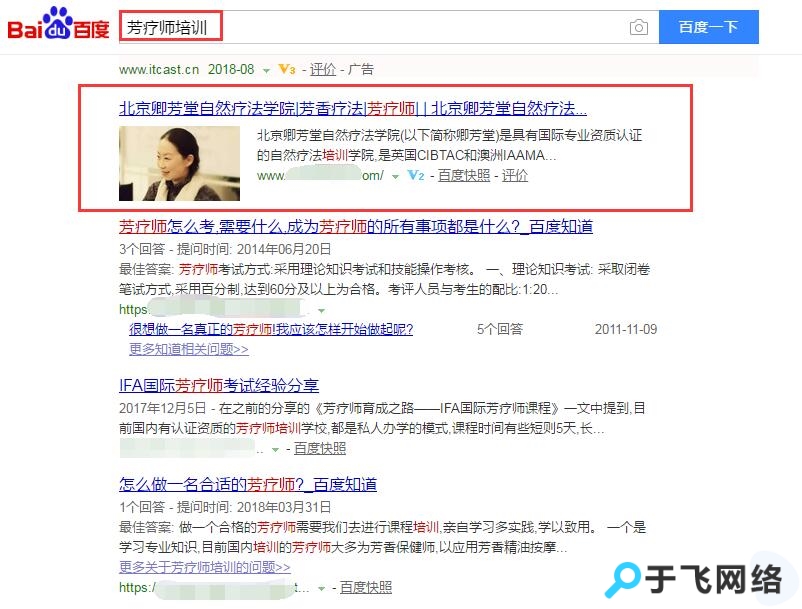 Bai du 百度
芳疗师培训
百度一下
www.itcast.cn 2018-08 V3 - 评价 - 广告
北京卿芳堂自然疗法学院|芳香疗法|芳疗师| | 北京卿芳堂自然疗法...
北京卿芳堂自然疗法学院(以下简称卿芳堂)是具有国际专业资质认证
的自然疗法培训学院,是英国CIBTAC和澳洲IAAMA...
www. om/ V2 - 百度快照 - 评价
芳疗师怎么考,需要什么,成为芳疗师的所有事项都是什么?_百度知道
3个回答 - 提问时间: 2014年06月20日
最佳答案: 芳疗师考试方式:采用理论知识考试和技能操作考核。 一、理论知识考试: 采取闭卷
笔试方式,采用百分制,达到60分及以上为合格。考评人员与考生的配比:1:20...
https
很想做一名真正的芳疗师!我应该怎样开始做起呢? 5个回答 2011-11-09
更多知道相关问题>>
IFA国际芳疗师考试经验分享
2017年12月5日 - 在之前的分享的《芳疗师育成之路——IFA国际芳疗师课程》一文中提到,目
前国内有认证资质的芳疗师培训学校,都是私人办学的模式,课程时间有些短则5天,长...
.. - 百度快照
怎么做一名合适的芳疗师?_百度知道
1个回答 - 提问时间: 2018年03月31日
最佳答案: 做一个合格的芳疗师需要我们去进行课程培训,亲自学习多实践,学以致用。 一个是
学习专业知识,目前国内培训的芳疗师大多为芳香保健师,以应用芳香精油按摩...
更多关于芳疗师培训的问题>>
https:/ t... - 百度快照
于飞网络